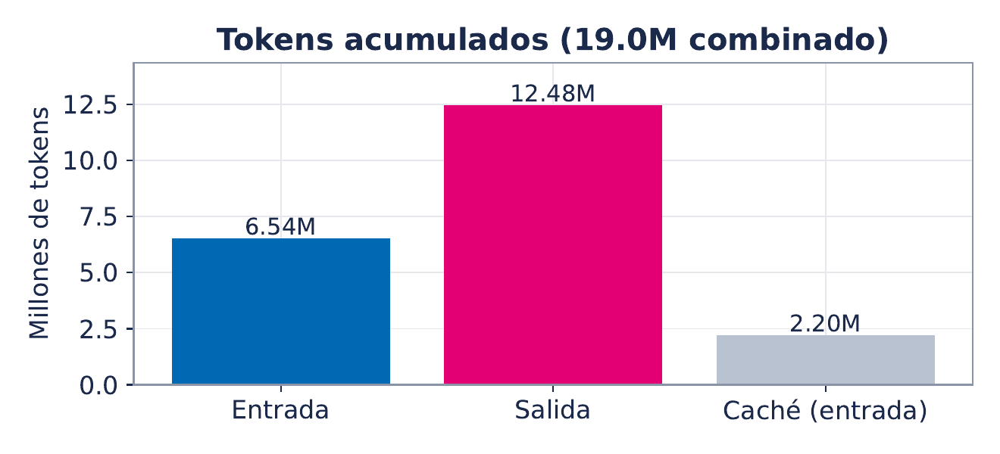 Tokens acumulados (19.0M combinado)
Millones de tokens
12.5
10.0
7.5
5.0
2.5
0.0
6.54M
12.48M
2.20M
Entrada
Salida
Caché (entrada)